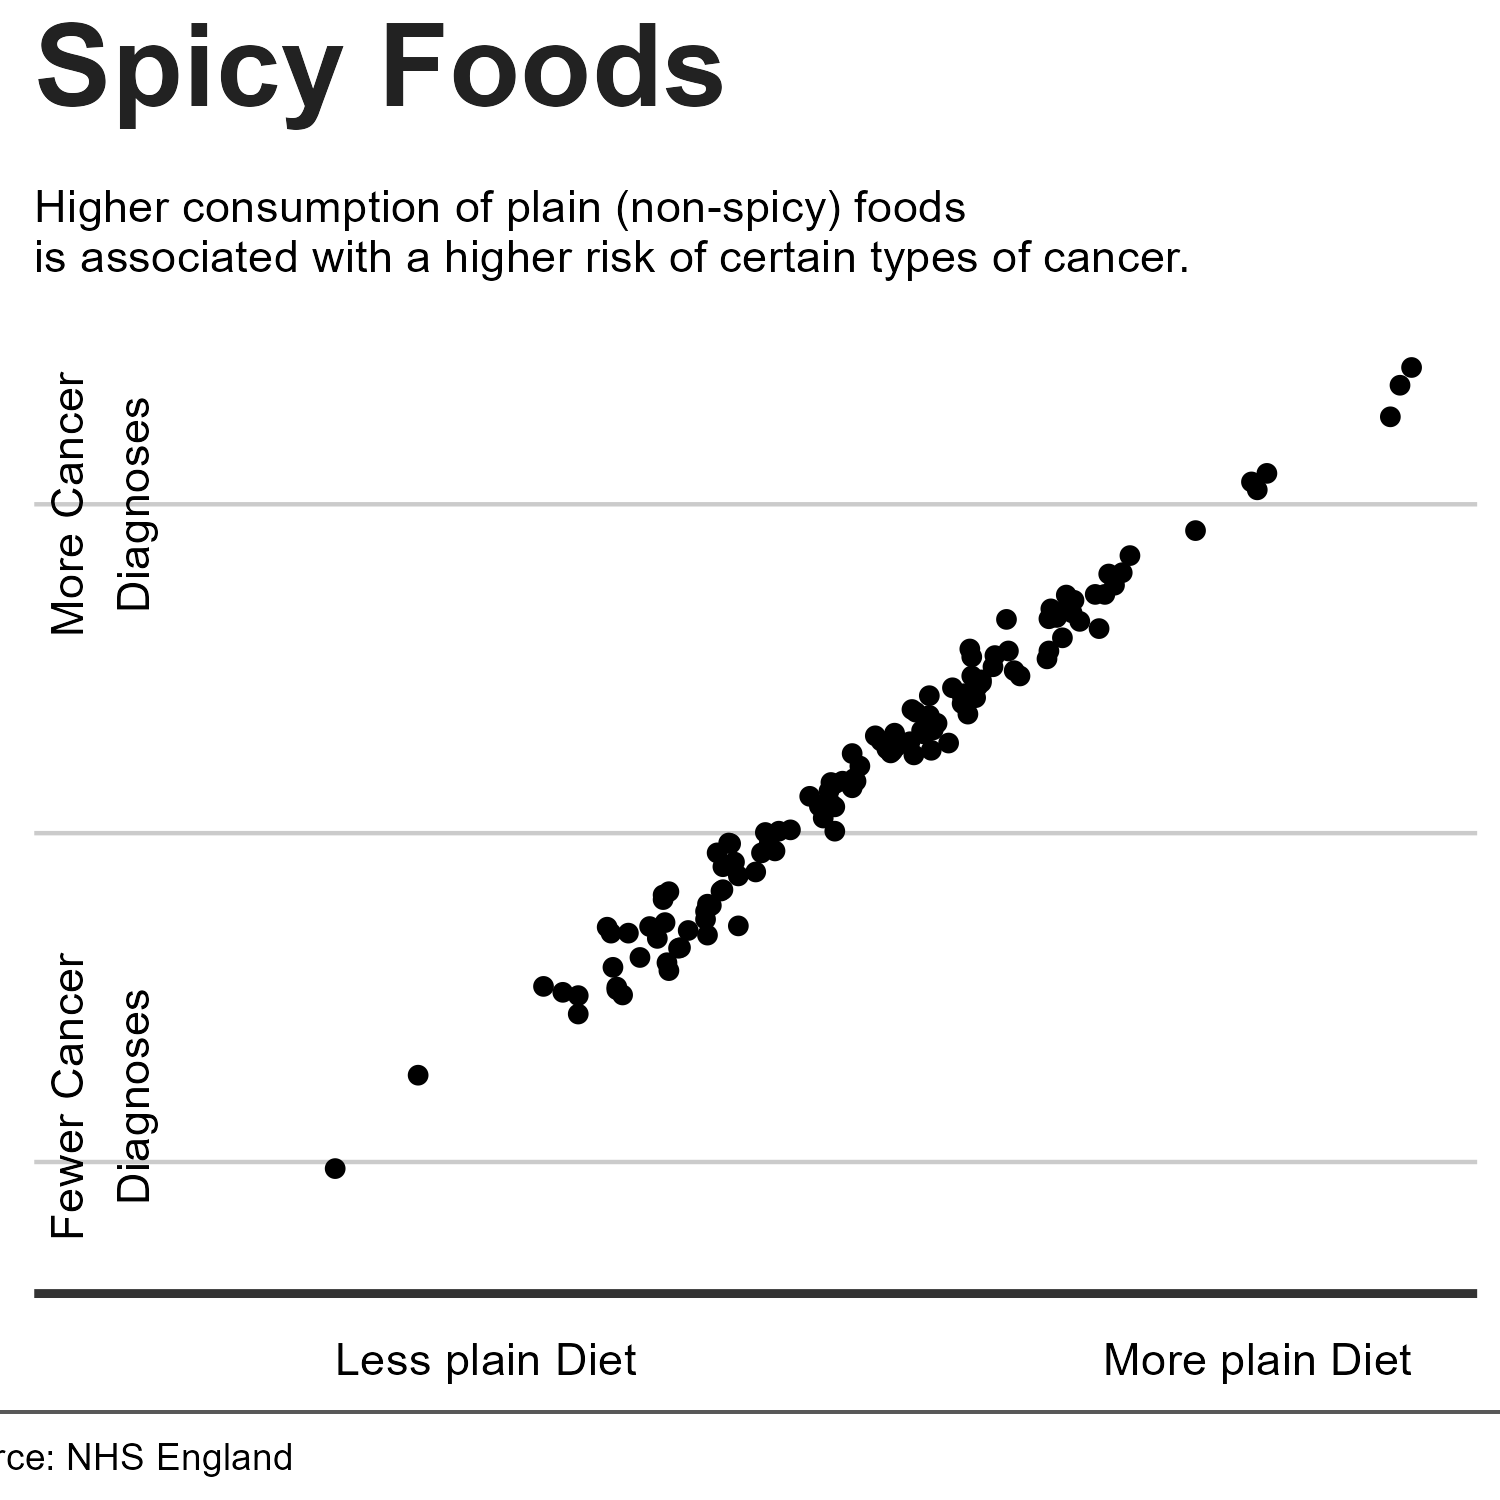 Spicy Foods
Higher consumption of plain (non-spicy) foods
is associated with a higher risk of certain types of cancer.
More Cancer
Diagnoses
Fewer Cancer
Diagnoses
Less plain Diet
More plain Diet
rce: NHS England